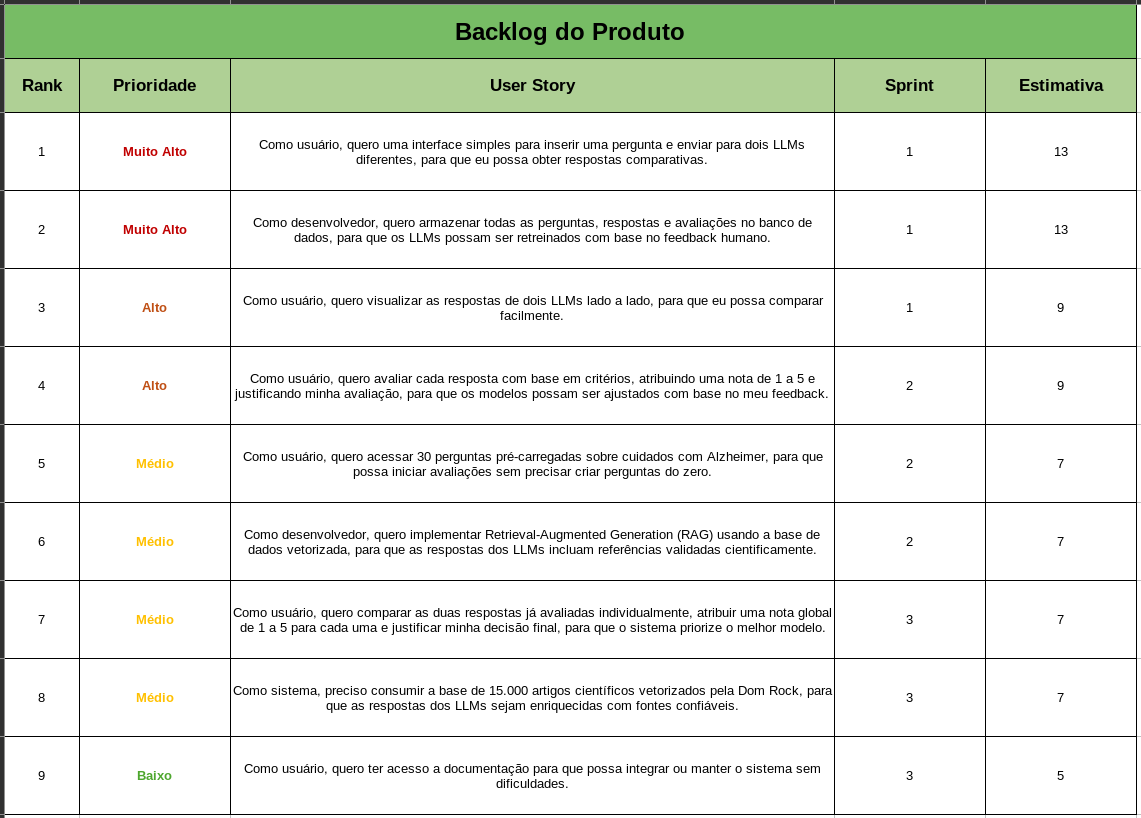 Backlog do Produto
Rank Prioridade User Story Sprint Estimativa
1 Muito Alto Como usuário, quero uma interface simples para inserir uma pergunta e enviar para dois LLMs
diferentes, para que eu possa obter respostas comparativas. 1 13
2 Muito Alto Como desenvolvedor, quero armazenar todas as perguntas, respostas e avaliações no banco de
dados, para que os LLMs possam ser retreinados com base no feedback humano. 1 13
3 Alto Como usuário, quero visualizar as respostas de dois LLMs lado a lado, para que eu possa comparar
facilmente. 1 9
4 Alto Como usuário, quero avaliar cada resposta com base em critérios, atribuindo uma nota de 1 a 5 e
justificando minha avaliação, para que os modelos possam ser ajustados com base no meu feedback. 2 9
5 Médio Como usuário, quero acessar 30 perguntas pré-carregadas sobre cuidados com Alzheimer, para que
possa iniciar avaliações sem precisar criar perguntas do zero. 2 7
6 Médio Como desenvolvedor, quero implementar Retrieval-Augmented Generation (RAG) usando a base de
dados vetorizada, para que as respostas dos LLMs incluam referências validadas cientificamente. 2 7
7 Médio Como usuário, quero comparar as duas respostas já avaliadas individualmente, atribuir uma nota global
de 1 a 5 para cada uma e justificar minha decisão final, para que o sistema priorize o melhor modelo. 3 7
8 Médio Como sistema, preciso consumir a base de 15.000 artigos científicos vetorizados pela Dom Rock, para
que as respostas dos LLMs sejam enriquecidas com fontes confiáveis. 3 7
9 Baixo Como usuário, quero ter acesso a documentação para que possa integrar ou manter o sistema sem
dificuldades. 3 5